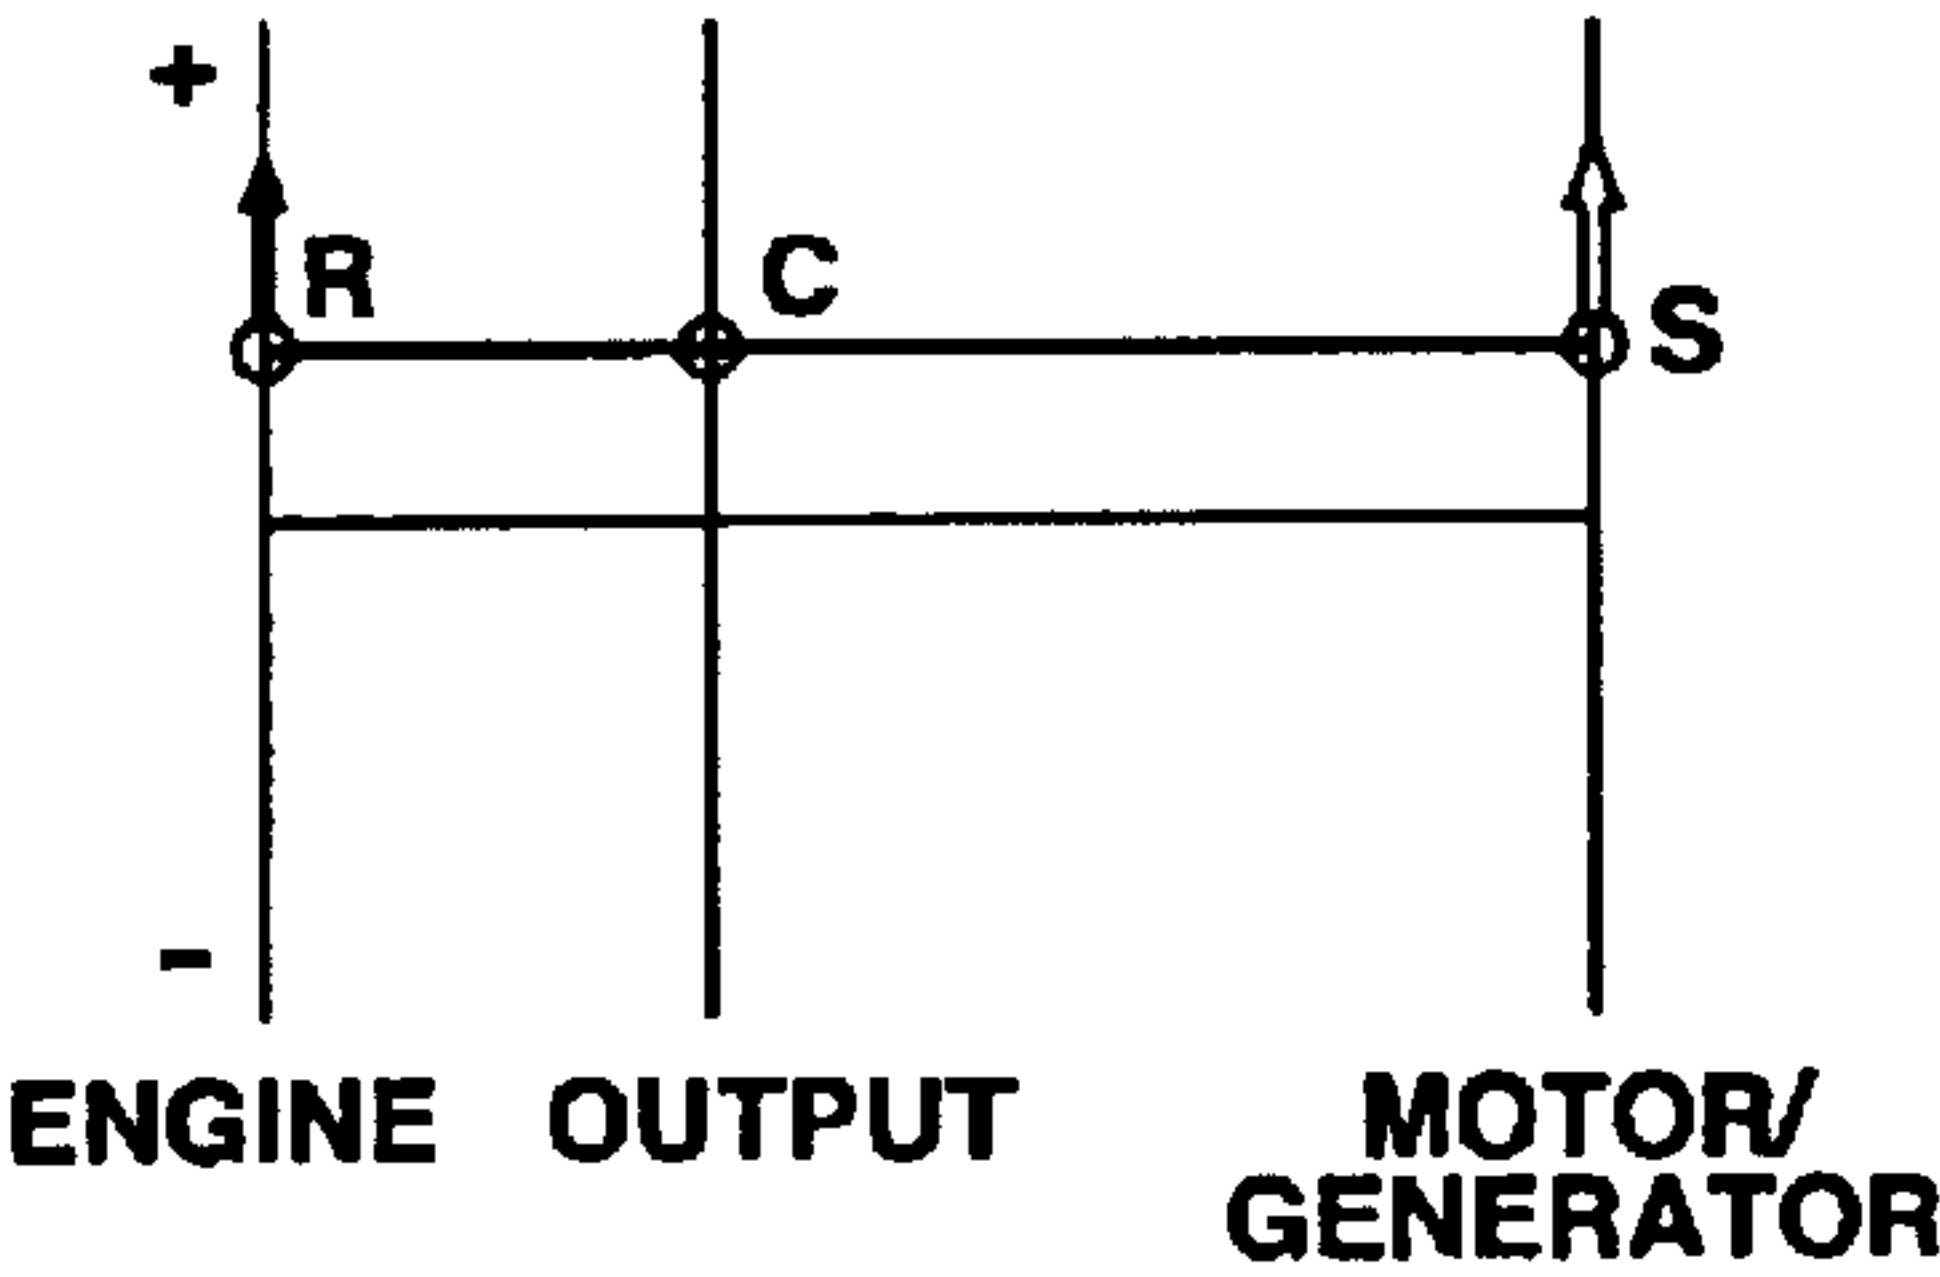 +
R
C
S
-
ENGINE OUTPUT MOTOR/
GENERATOR